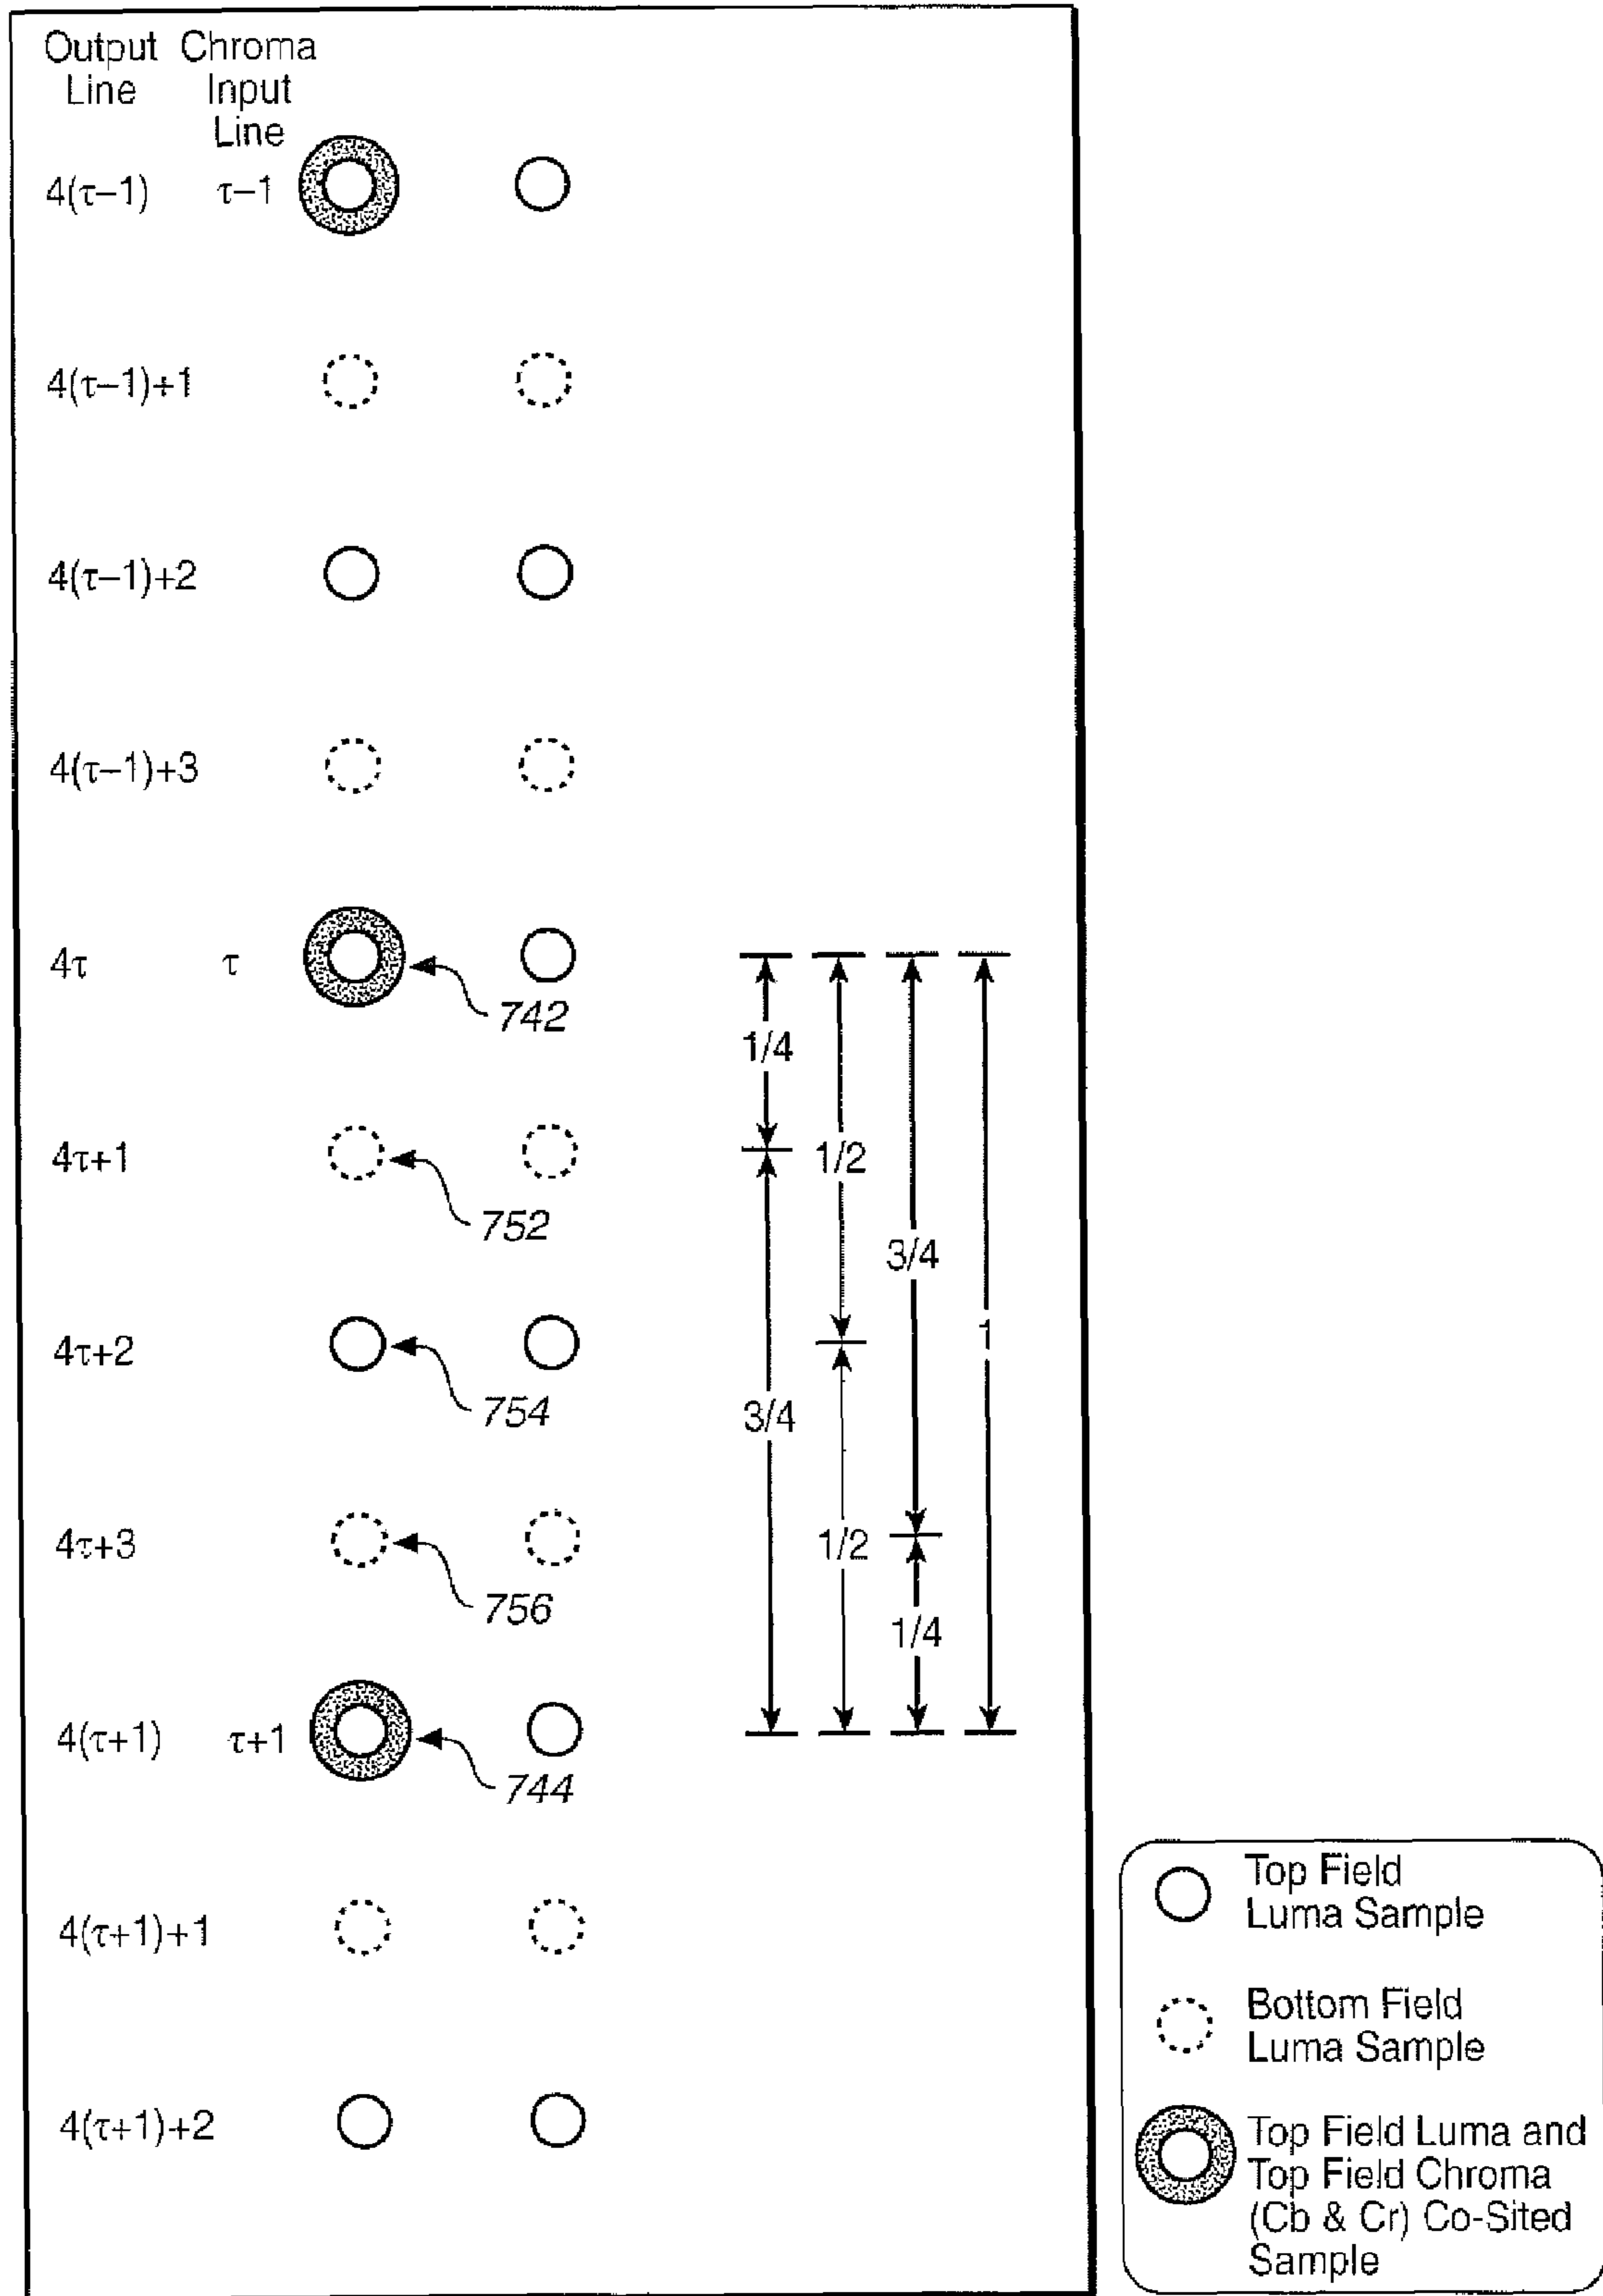 Output Chroma
Line Input
Line
4(τ−1) τ−1
4(τ−1)+1
4(τ−1)+2
4(τ−1)+3
4τ τ
742
1/4
4τ+1
1/2
752
3/4
1
4τ+2
754
3/4
4τ+3
1/2
756
1/4
4(τ+1) τ+1
744
4(τ+1)+1
4(τ+1)+2
Top Field
Luma Sample
Bottom Field
Luma Sample
Top Field Luma and
Top Field Chroma
(Cb & Cr) Co-Sited
Sample